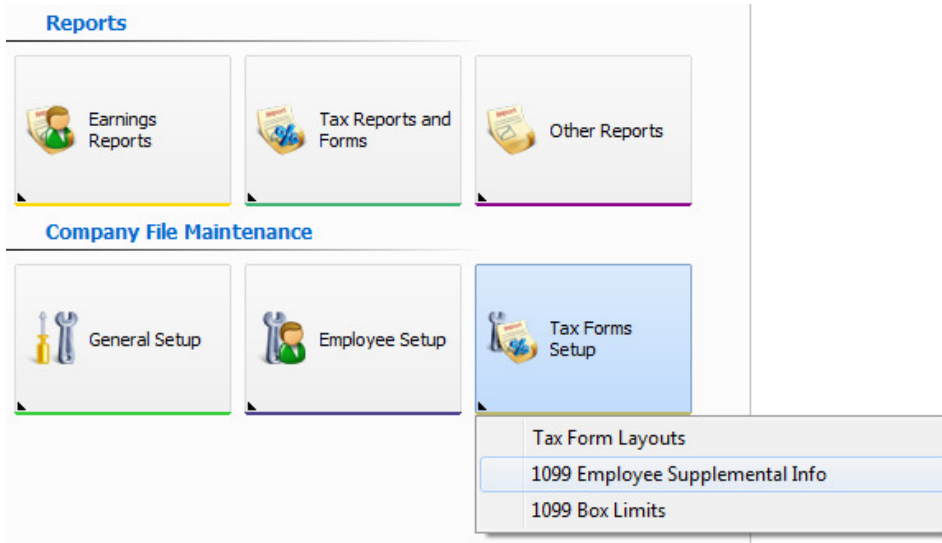 Reports
Earnings
Reports
Tax Reports and
Forms
Other Reports
Company File Maintenance
General Setup
Employee Setup
Tax Forms
Setup
Tax Form Layouts
1099 Employee Supplemental Info
1099 Box Limits